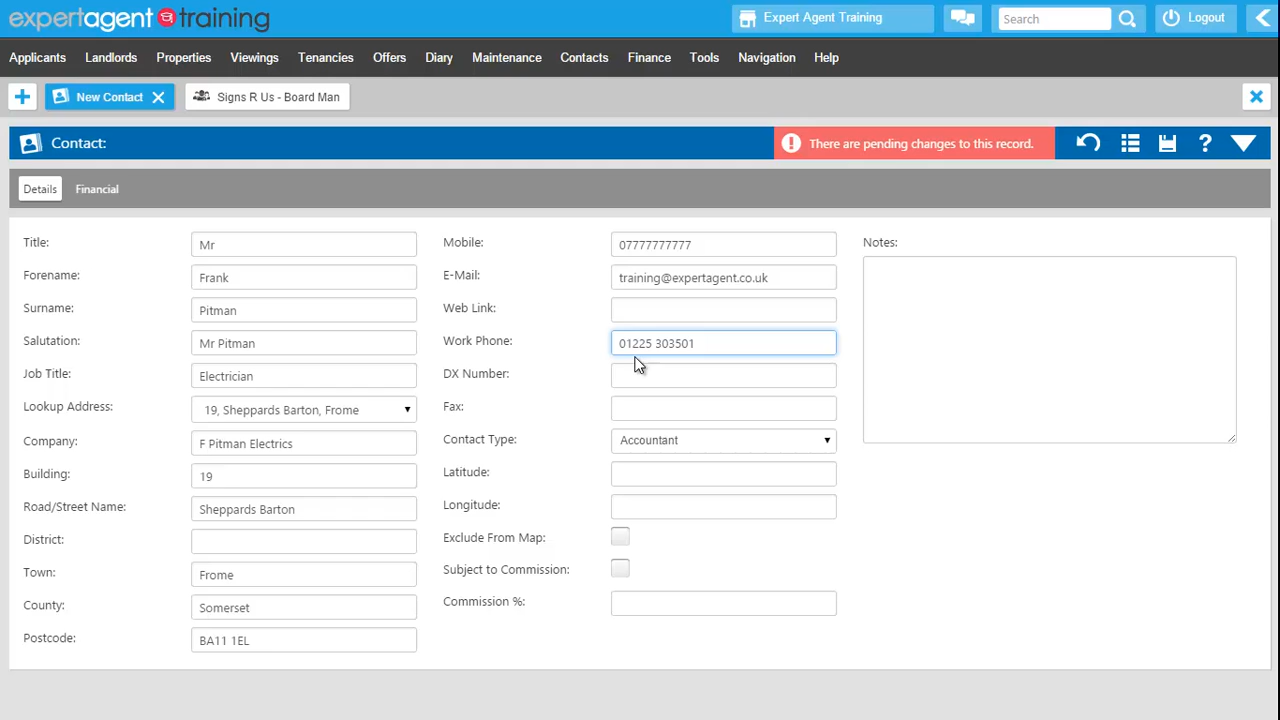 expertagent training
Expert Agent Training
Search
Logout
Applicants Landlords Properties Viewings Tenancies Offers Diary Maintenance Contacts Finance Tools Navigation Help
New Contact
Signs R Us - Board Man
Contact:
There are pending changes to this record.
Details
Financial
Title: Mr
Forename: Frank
Surname: Pitman
Salutation: Mr Pitman
Job Title: Electrician
Lookup Address: 19, Sheppards Barton, Frome
Company: F Pitman Electrics
Building: 19
Road/Street Name: Sheppards Barton
District:
Town: Frome
County: Somerset
Postcode: BA11 1EL
Mobile: 07777777777
E-Mail: training@expertagent.co.uk
Web Link:
Work Phone: 01225 303501
DX Number:
Fax:
Contact Type: Accountant
Latitude:
Longitude:
Exclude From Map:
Subject to Commission:
Commission %:
Notes: